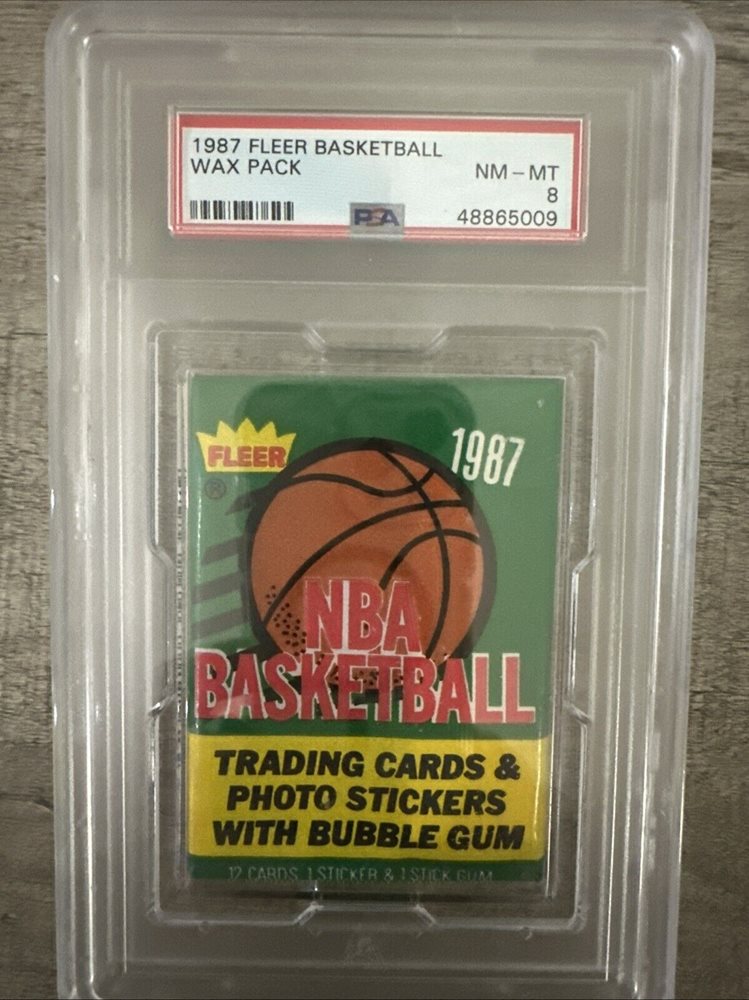 1987 FLEER BASKETBALL
WAX PACK
NM - MT
8
PSA
48865009
FLEER
®
1987
NBA
BASKETBALL
TRADING CARDS &
PHOTO STICKERS
WITH BUBBLE GUM
12 CARDS 1 STICKER & 1 STICK GUM